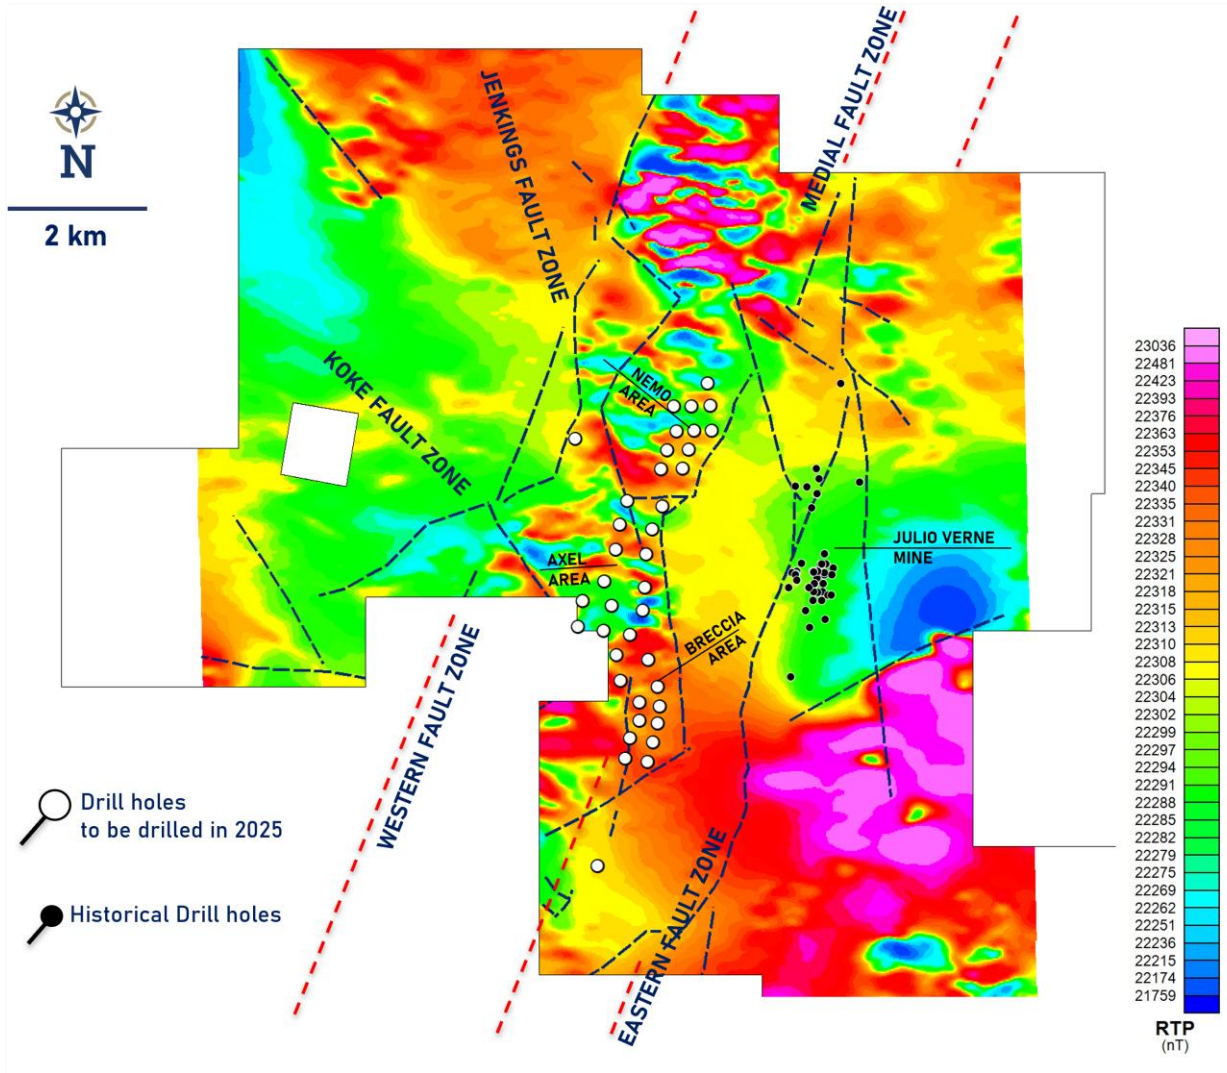 JENKINGS FAULT ZONE
MEDIAL FAULT ZONE
N
2 km
KOKE FAULT ZONE
NEMO
AREA
JULIO VERNE
MINE
AXEL
AREA
BRECCIA
AREA
WESTERN FAULT ZONE
EASTERN FAULT ZONE
Drill holes
to be drilled in 2025
Historical Drill holes
23036
22481
22423
22393
22376
22363
22353
22345
22340
22335
22331
22328
22325
22321
22318
22315
22313
22310
22308
22306
22304
22302
22299
22297
22294
22291
22288
22285
22282
22279
22275
22269
22262
22251
22236
22215
22174
21759
RTP
(nT)